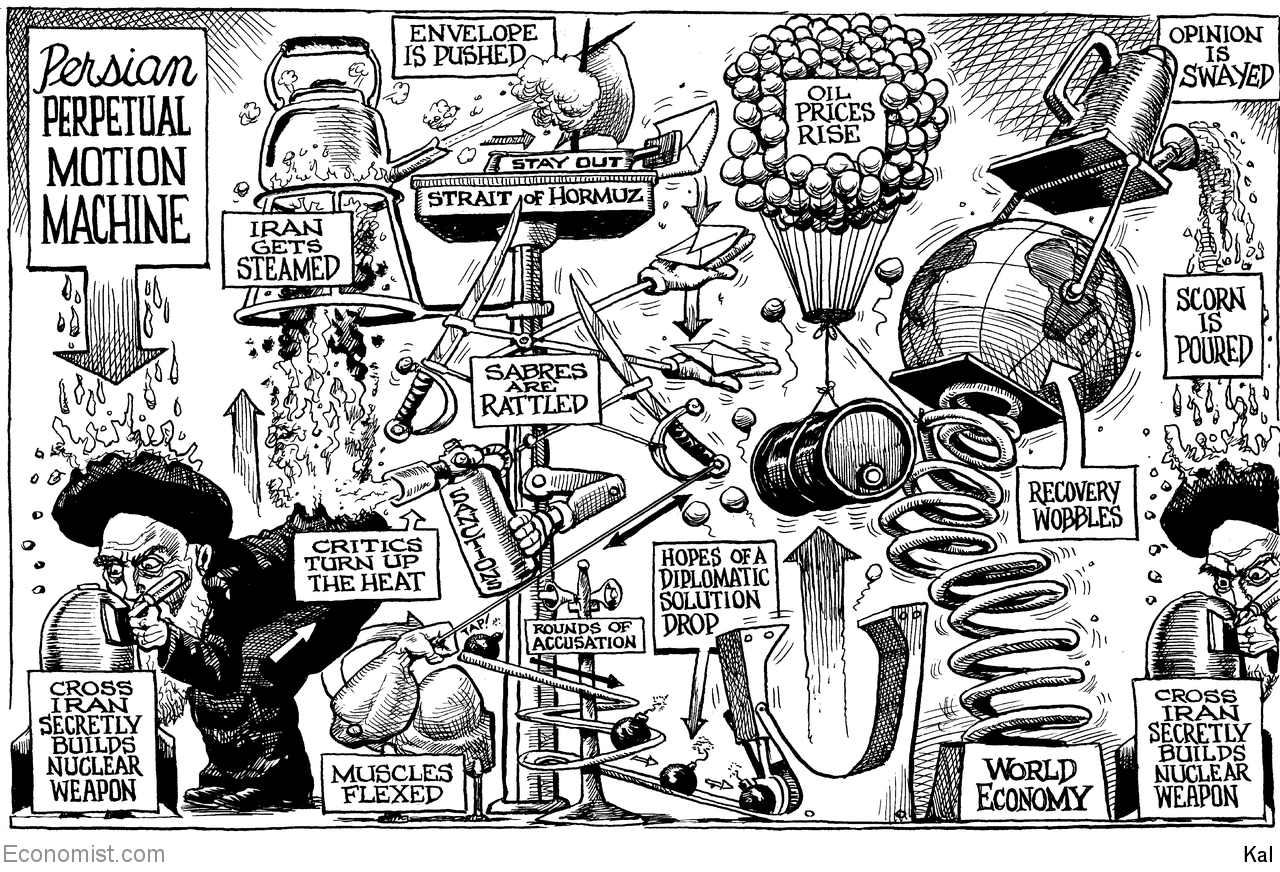 Persian
PERPETUAL
MOTION
MACHINE
ENVELOPE
IS PUSHED
OPINION
IS
SWAYED
OIL
PRICES
RISE
STAY OUT
STRAIT OF HORMUZ
IRAN
GETS
STEAMED
SCORN
IS
POURED
SABRES
ARE
RATTLED
SANCTIONS
RECOVERY
WOBBLES
CRITICS
TURN UP
THE HEAT
HOPES OF A
DIPLOMATIC
SOLUTION
DROP
TAP!
ROUNDS OF
ACCUSATION
CROSS
IRAN
SECRETLY
BUILDS
NUCLEAR
WEAPON
MUSCLES
FLEXED
WORLD
ECONOMY
CROSS
IRAN
SECRETLY
BUILDS
NUCLEAR
WEAPON
Economist.com
Kal